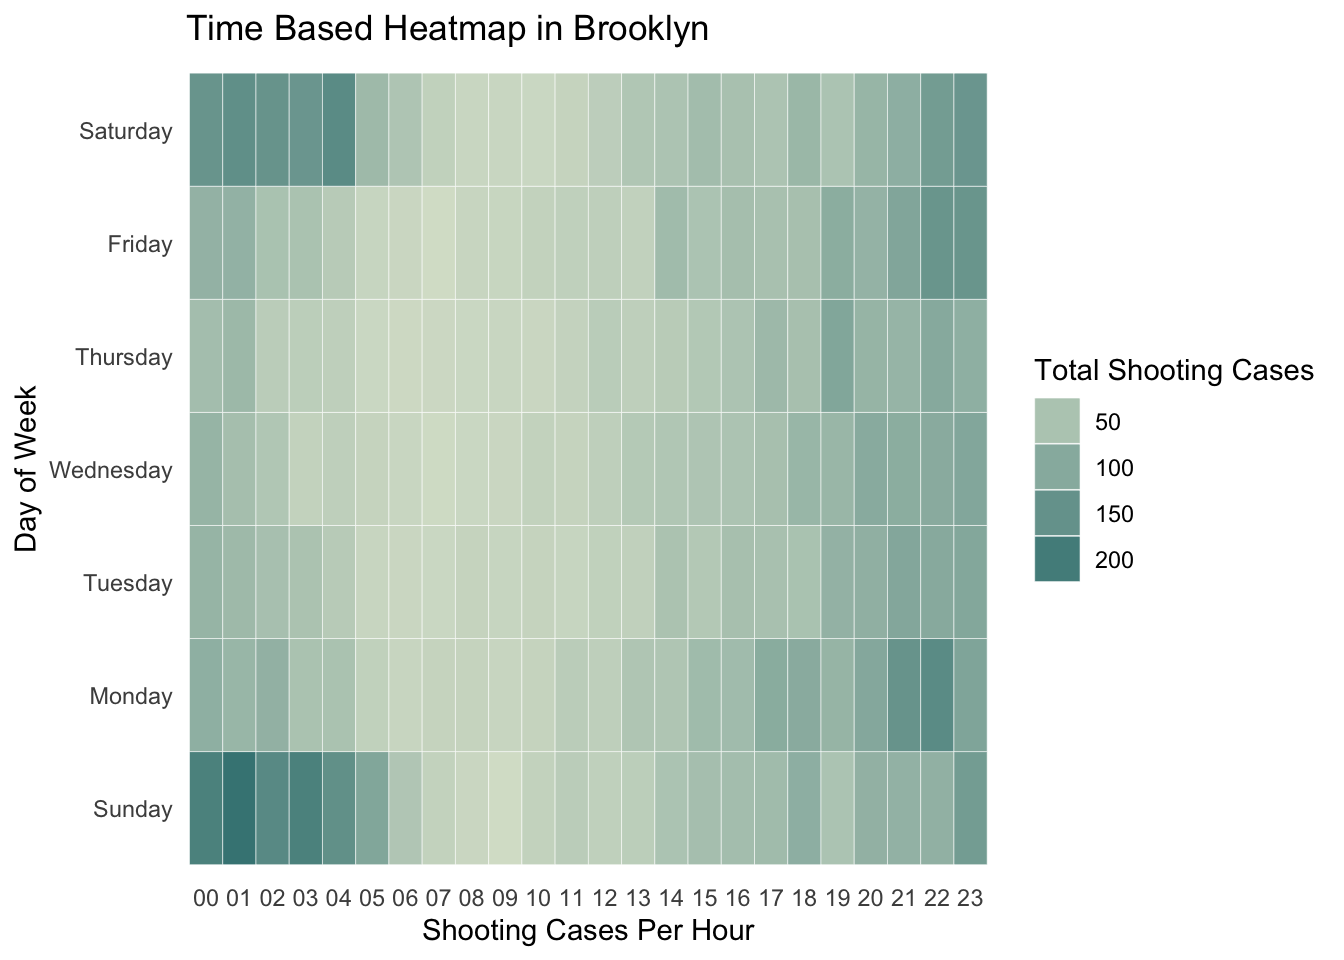 Time Based Heatmap in Brooklyn
Saturday
Friday
Thursday
Wednesday
Tuesday
Monday
Sunday
Day of Week
00 01 02 03 04 05 06 07 08 09 10 11 12 13 14 15 16 17 18 19 20 21 22 23
Shooting Cases Per Hour
Total Shooting Cases
50
100
150
200